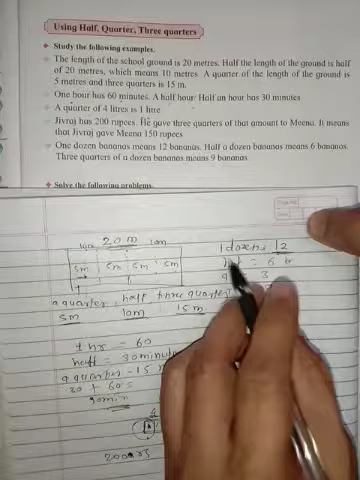 Using Half, Quarter, Three quarters
Study the following examples.
The length of the school ground is 20 metres. Half the length of the ground is half
of 20 metres, which means 10 metres. A quarter of the length of the ground is
5 metres and three quarters is 15 m.
One hour has 60 minutes. A half hour/ Half an hour has 30 minutes
A quarter of 4 litres is 1 litre
Jivraj has 200 rupees. He gave three quarters of that amount to Meena. It means
that Jivraj gave Meena 150 rupees
One dozen bananas means 12 bananas. Half a dozen bananas means 6 bananas.
Three quarters of a dozen bananas means 9 bananas.
Solve the following problems.
20m 10m
5m 5m 5m 5m
a quarter, half three quarter
5m 10m 15m
1 dozen 12
= 6
3
1 hr = 60
half = 30 minute
a quarter - 15
30 + 60 =
90 min